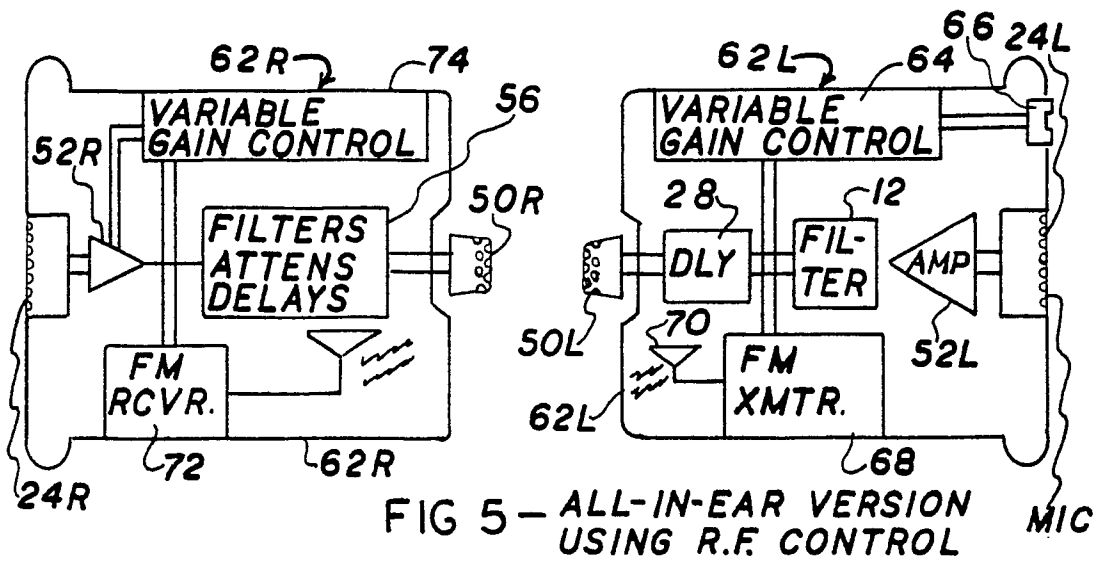 62R
74
VARIABLE
GAIN CONTROL
56
52R
FILTERS
ATTENS
DELAYS
50R
FM
RCVR.
72
62R
24R
62L
64
66
24L
VARIABLE
GAIN CONTROL
28
12
DLY
FIL-
TER
AMP
50L
70
52L
FM
XMTR.
62L
68
MIC
FIG 5 - ALL-IN-EAR VERSION
USING R.F. CONTROL